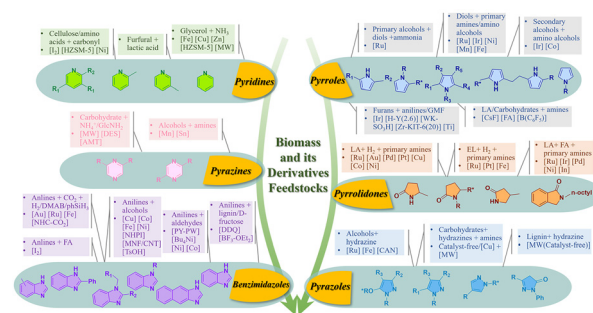 Cellulose/amino
acids + carbonyl
[I₂] [HZSM-5] [Ni]
Furfural +
lactic acid
Glycerol + NH₃
[Fe] [Cu] [Zn]
[HZSM-5] [MW]
Pyridines
Primary alcohols +
diols +ammonia
[Ru]
Diols + primary
amines/amino
alcohols
[Ru] [Ir] [Ni]
[Mn] [Fe]
Secondary
alcohols +
amino alcohols
[Ir] [Co]
Pyrroles
Furans + anilines/GMF
[Ir] [H-Y(2.6)] [WK-
SO₃H] [Zr-KIT-6(20)] [Ti]
LA/Carbohydrates + amines
[CsF] [FA] [B(C₆F₅)]
Carbohydrate +
NH₄⁺/GlcNH₂
[MW] [DES]
[AMT]
Alcohols + amines
[Mn] [Sn]
Pyrazines
Biomass
and its
Derivatives
Feedstocks
LA+ H₂ + primary amines
[Ru] [Au] [Pd] [Pt] [Cu]
[Co] [Ni]
EL+ H₂ +
primary amines
[Ru] [Pt] [Fe]
LA+ FA +
primary amines
[Ru] [Ir] [Pd]
[Ni] [In]
n-octyl
Pyrrolidones
Anlines + CO₂ +
H₂/DMAB/phSiH₃
[Au] [Ru] [Fe]
[NHC-CO₂]
Anlines + FA
[I₂]
Anilines +
alcohols
[Cu] [Co]
[Fe] [Ni]
[NHPI]
[MNF/CNT]
[TsOH]
Anilines +
aldehydes
[PY-PW]
[Bu₄Ni]
[Ni] [Co]
Anilines +
lignin/D-
fructose
[DDQ]
[BF₃-OEt₂]
Benzimidazoles
Alcohols+
hydrazine
[Ru] [Fe] [CAN]
Carbohydrates+
hydrazines + amines
Catalyst-free/[Cu] +
[MW]
Lignin+ hydrazine
[MW(Catalyst-free)]
Pyrazoles